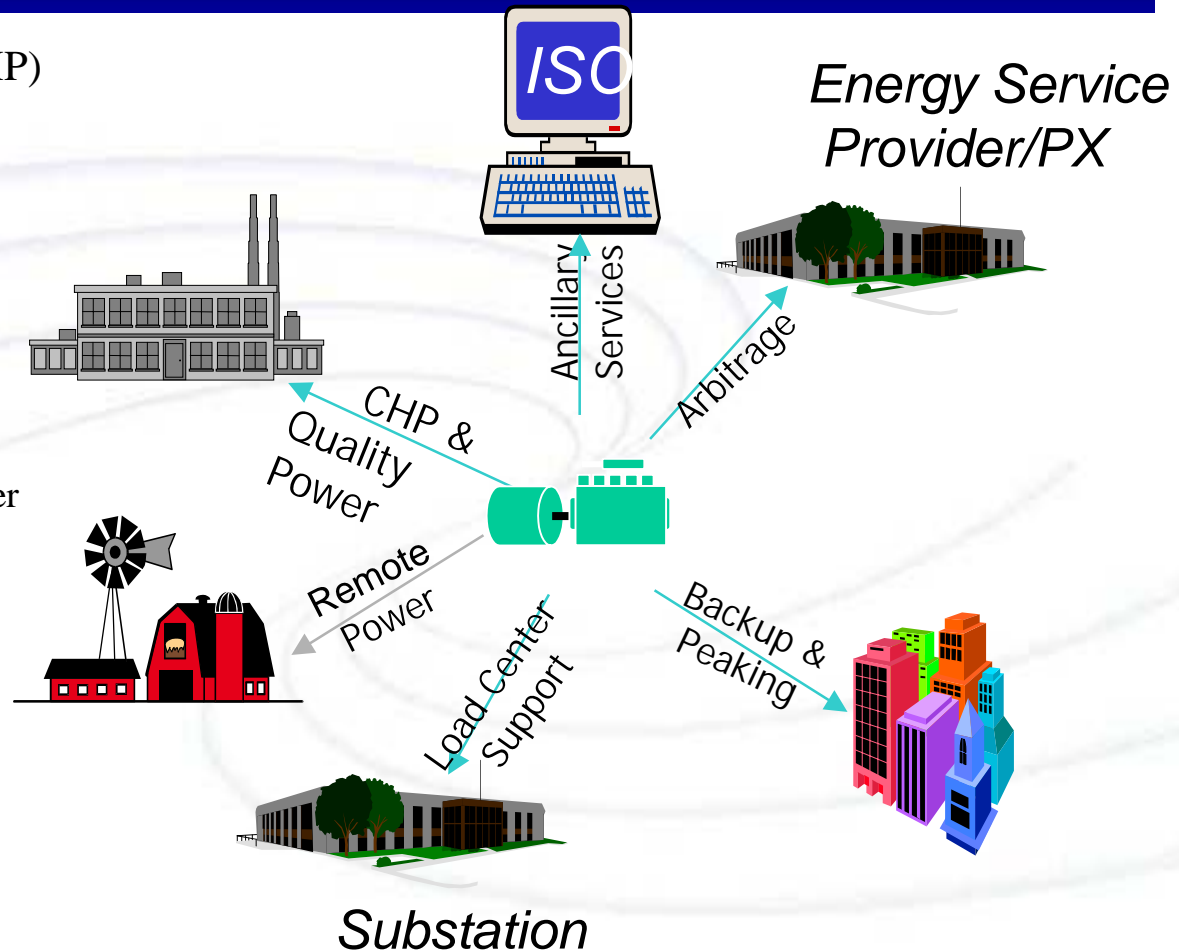 IP)
ISO
Energy Service
Provider/PX
Ancillary
Services
Arbitrage
CHP &
Quality
Power
er
Remote
Power
Load Center
Support
Backup &
Peaking
Substation